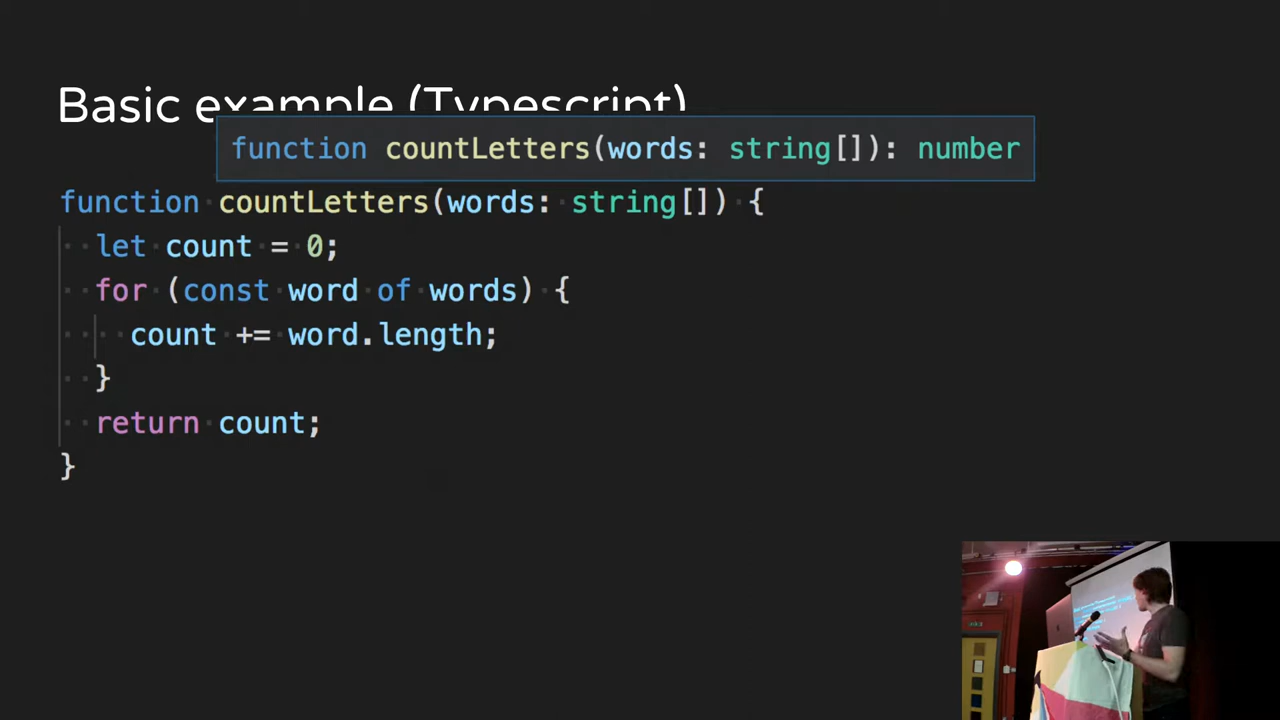 Basic example (Typescript)
function countLetters(words: string[]): number
function countLetters(words: string[]) {
let count = 0;
for (const word of words) {
count += word.length;
}
return count;
}